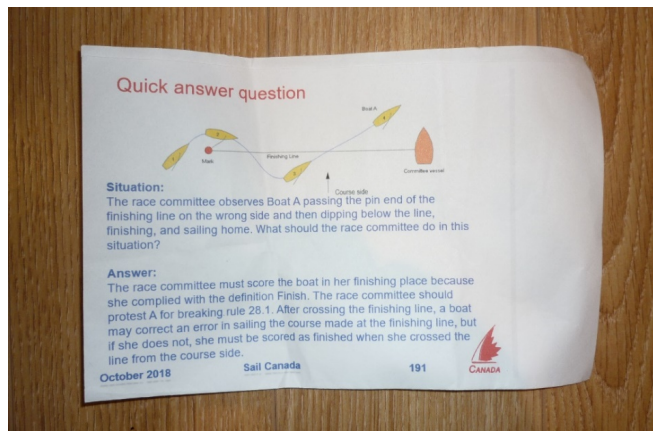 Quick answer question
Boat A
4
2
1
Mark
Finishing Line
3
Committee vessel
Course side
Situation:
The race committee observes Boat A passing the pin end of the
finishing line on the wrong side and then dipping below the line,
finishing, and sailing home. What should the race committee do in this
situation?
Answer:
The race committee must score the boat in her finishing place because
she complied with the definition Finish. The race committee should
protest A for breaking rule 28.1. After crossing the finishing line, a boat
may correct an error in sailing the course made at the finishing line, but
if she does not, she must be scored as finished when she crossed the
line from the course side.
October 2018 Sail Canada 191
CANADA